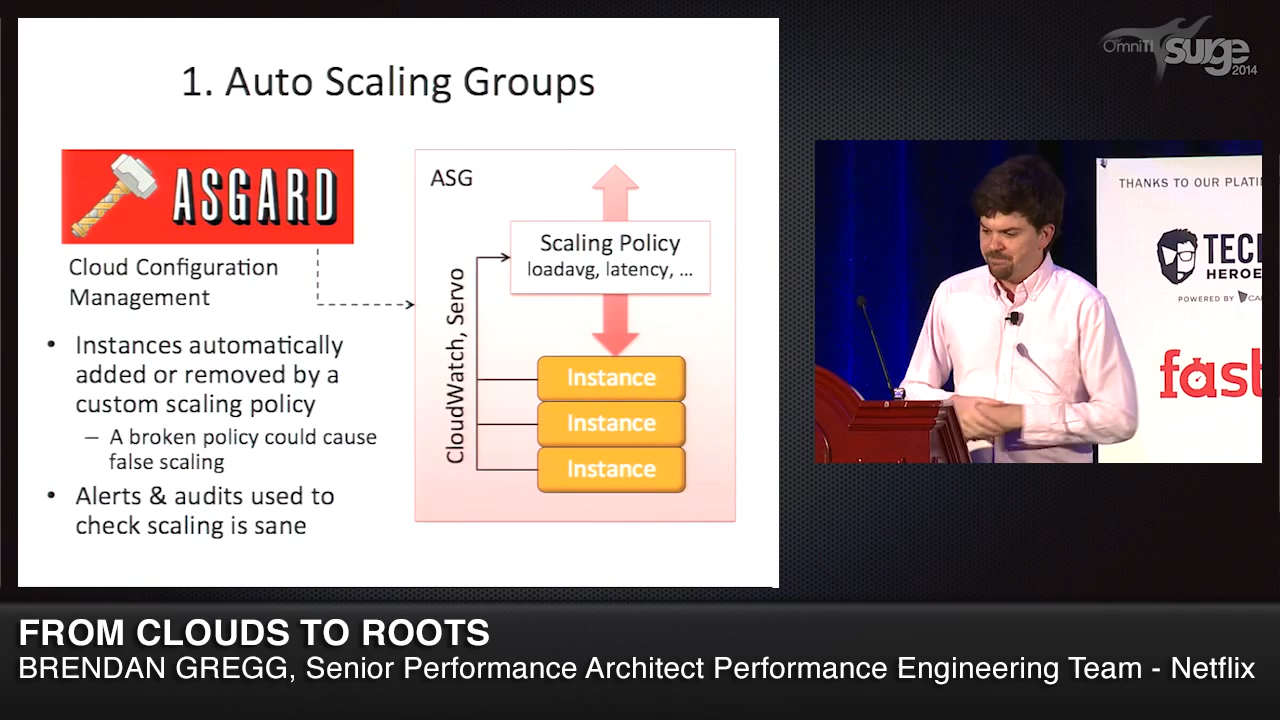 1. Auto Scaling Groups
ASGARD
Cloud Configuration
Management
• Instances automatically
added or removed by a
custom scaling policy
– A broken policy could cause
false scaling
• Alerts & audits used to
check scaling is sane
ASG
CloudWatch, Servo
Scaling Policy
loadavg, latency, ...
Instance
Instance
Instance
OmniTI surge
2014
THANKS TO OUR
HEROE
POWERED BY
fast
FROM CLOUDS TO ROOTS
BRENDAN GREGG, Senior Performance Architect Performance Engineering Team - Netflix